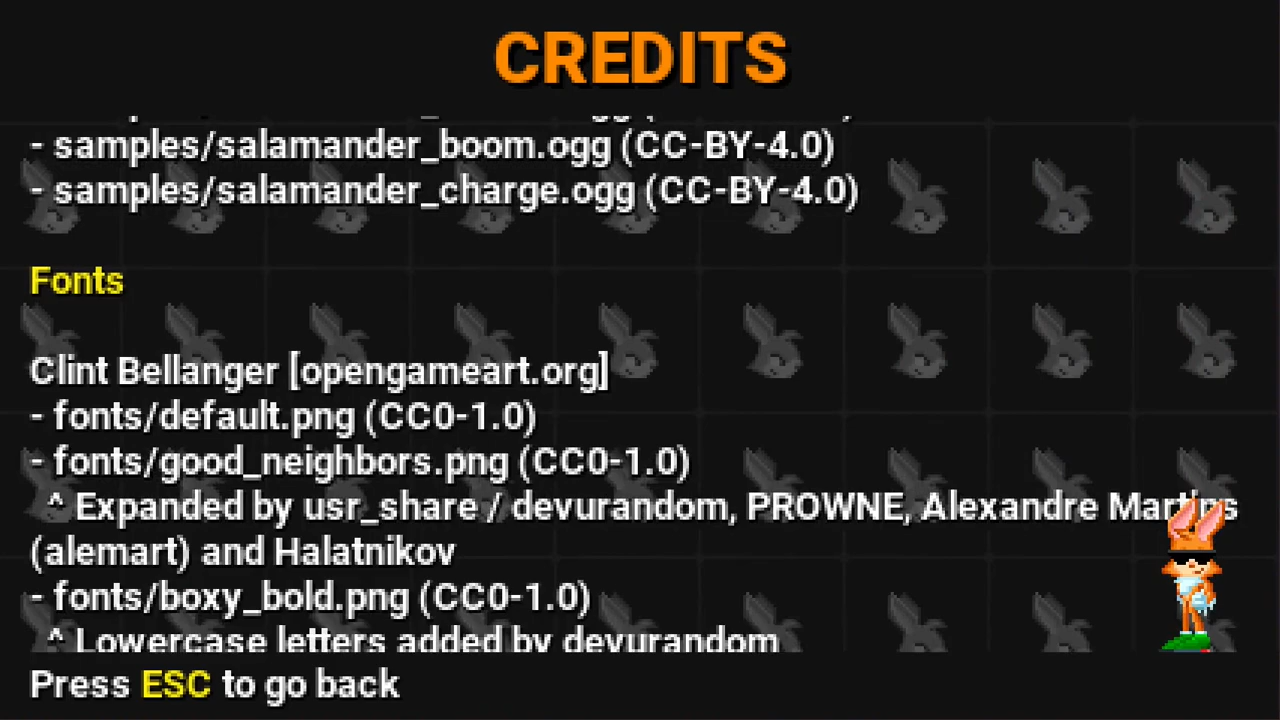 CREDITS
- samples/salamander_boom.ogg (CC-BY-4.0)
- samples/salamander_charge.ogg (CC-BY-4.0)
Fonts
Clint Bellanger [opengameart.org]
- fonts/default.png (CC0-1.0)
- fonts/good_neighbors.png (CC0-1.0)
^ Expanded by usr_share / devurandom, PROWNE, Alexandre Martins
(alemart) and Halatnikov
- fonts/boxy_bold.png (CC0-1.0)
^ Lowercase letters added by devurandom
Press ESC to go back